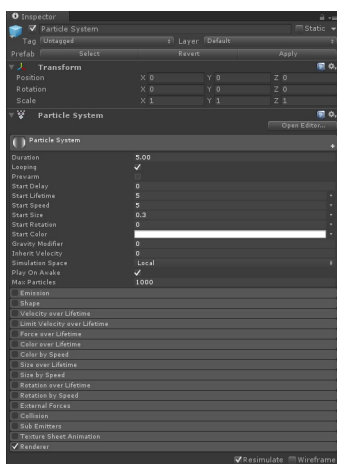 Inspector
Particle System Static
Tag Untagged Layer Default
Prefab Select Revert Apply
Transform
Position X 0 Y 0 Z 0
Rotation X 0 Y 0 Z 0
Scale X 1 Y 1 Z 1
Particle System
Open Editor...
Particle System
Duration 5.00
Looping
Prewarm
Start Delay 0
Start Lifetime 5
Start Speed 5
Start Size 0.3
Start Rotation 0
Start Color
Gravity Modifier 0
Inherit Velocity 0
Simulation Space Local
Play On Awake
Max Particles 1000
Emission
Shape
Velocity over Lifetime
Limit Velocity over Lifetime
Force over Lifetime
Color over Lifetime
Color by Speed
Size over Lifetime
Size by Speed
Rotation over Lifetime
Rotation by Speed
External Forces
Collision
Sub Emitters
Texture Sheet Animation
Renderer
Resimulate Wireframe